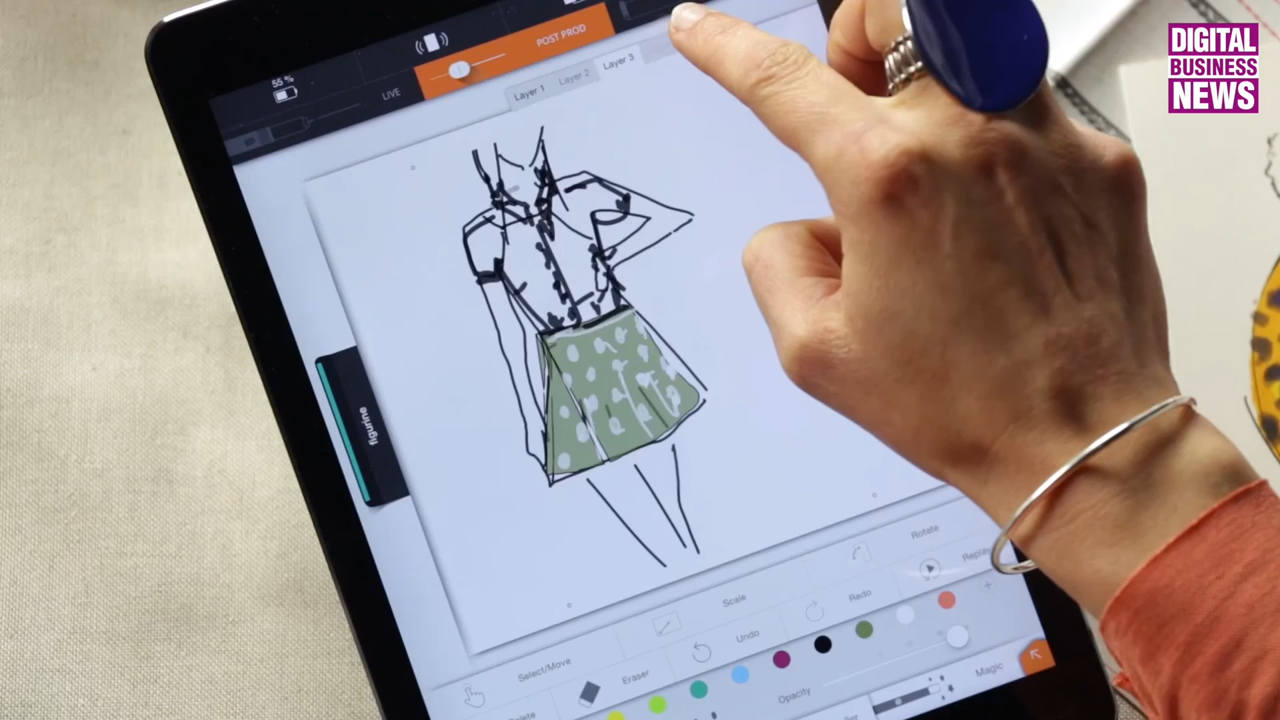 DIGITAL
BUSINESS
NEWS
55 %
LIVE
POST PROD
Layer 1
Layer 2
Layer 3
figurine
Rotate
Scale
Replay
Redo
Select/Move
Undo
Eraser
Opacity
Magic